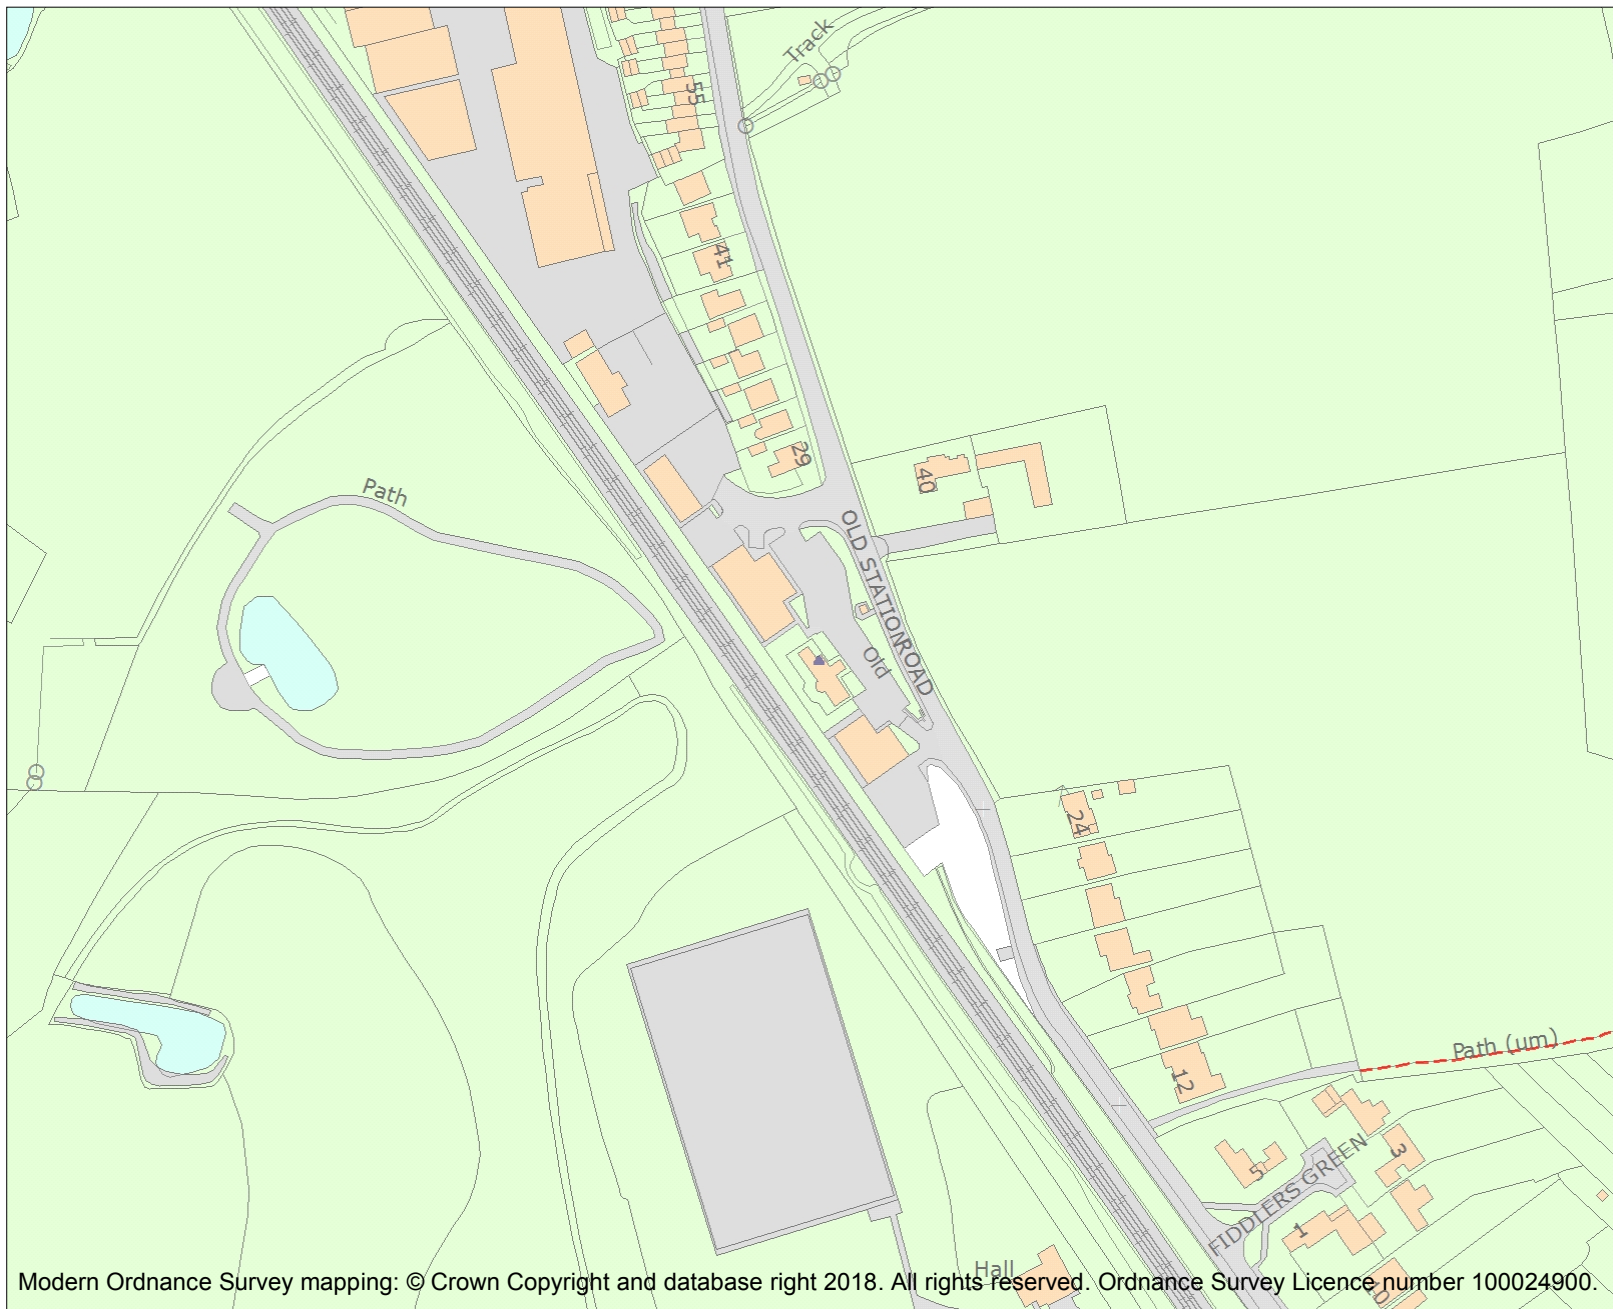 Track
55
41
29
40
Path
OLD STATION ROAD
Old
24
12
Path (um)
5
3
FIDDLERS GREEN
1
10
Hall
Modern Ordnance Survey mapping: © Crown Copyright and database right 2018. All rights reserved. Ordnance Survey Licence number 100024900.